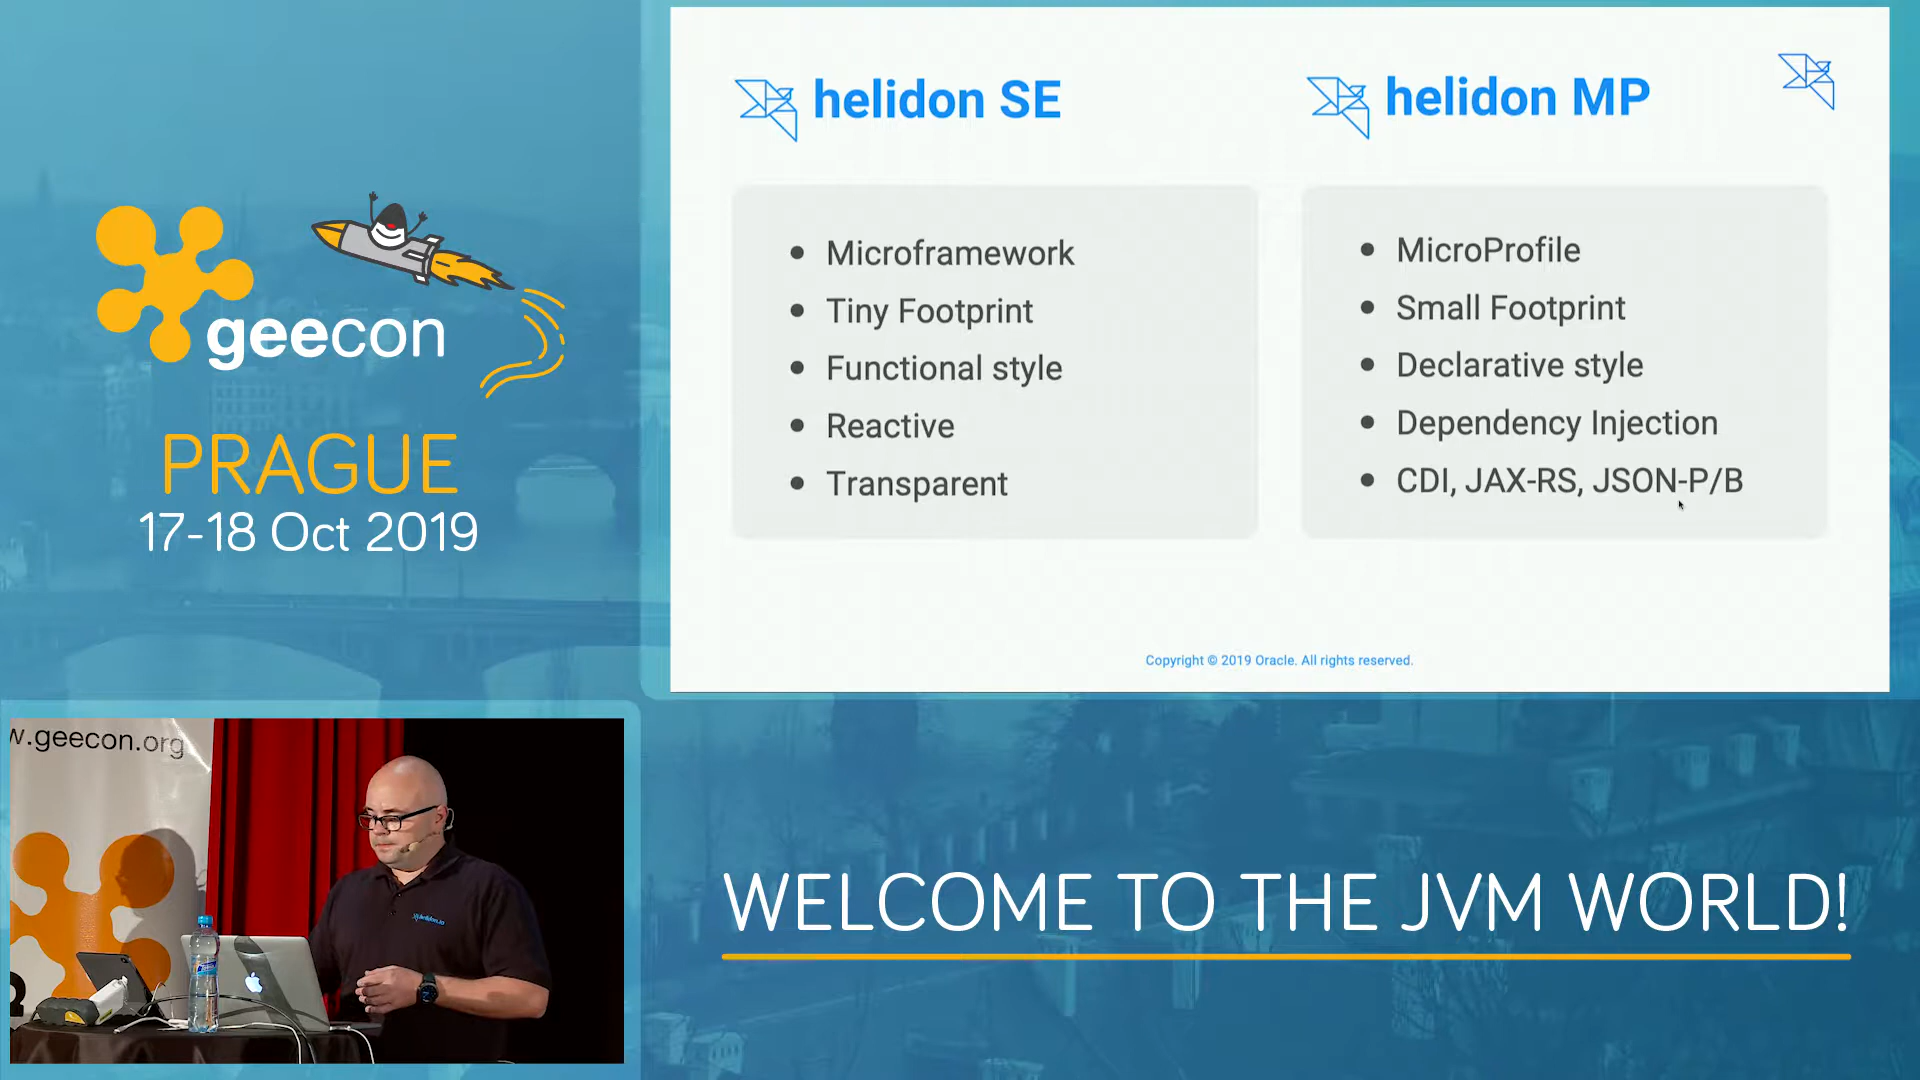 geecon
PRAGUE
17-18 Oct 2019
helidon SE
Microframework
Tiny Footprint
Functional style
Reactive
Transparent
helidon MP
MicroProfile
Small Footprint
Declarative style
Dependency Injection
CDI, JAX-RS, JSON-P/B
Copyright © 2019 Oracle. All rights reserved.
w.geecon.org
helidon.io
WELCOME TO THE JVM WORLD!